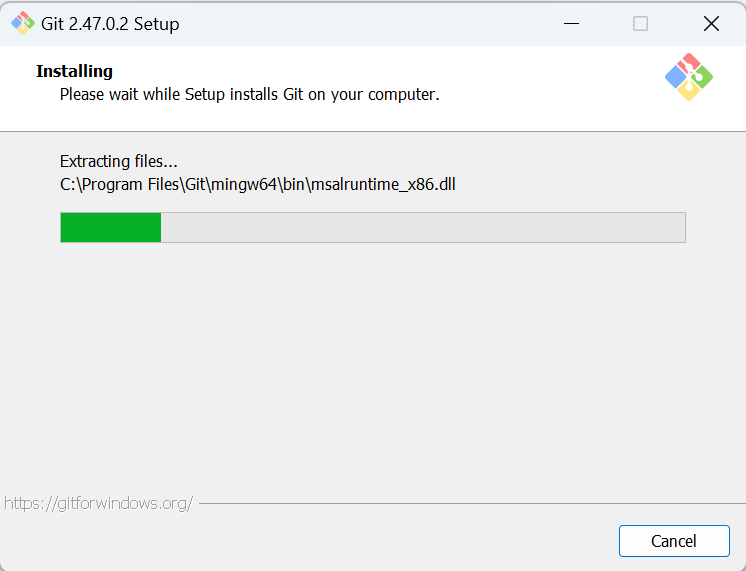 Git 2.47.0.2 Setup
Installing
Please wait while Setup installs Git on your computer.
Extracting files...
C:\Program Files\Git\mingw64\bin\msalruntime_x86.dll
https://gitforwindows.org/
Cancel